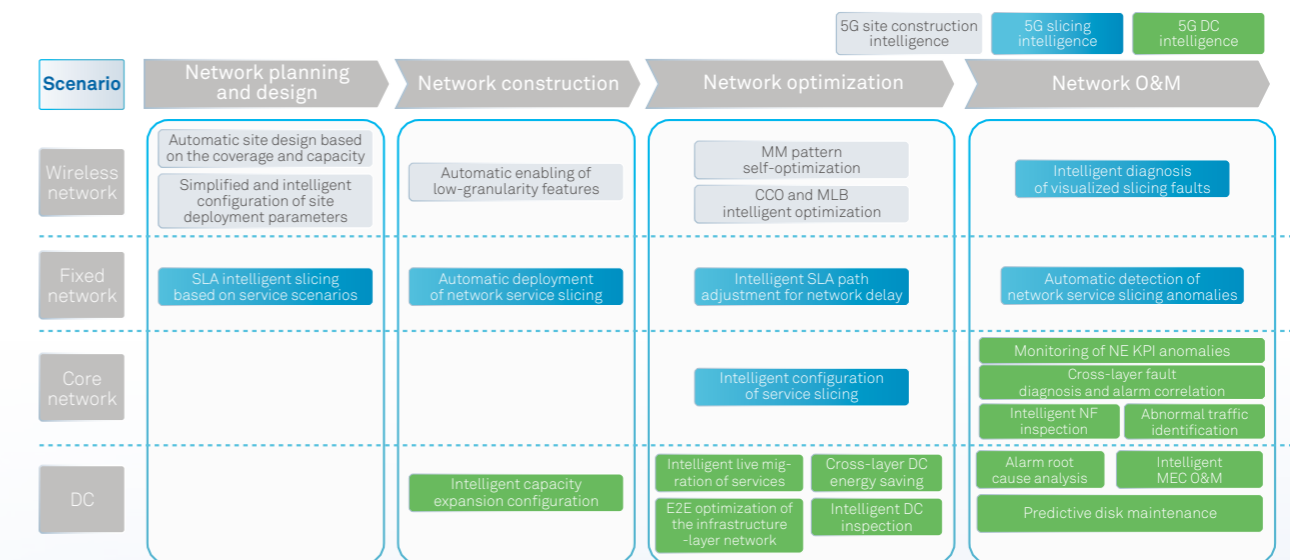 5G site construction
intelligence
5G slicing
intelligence
5G DC
intelligence
Scenario
Network planning
and design
Network construction
Network optimization
Network O&M
Wireless
network
Automatic site design based
on the coverage and capacity
Simplified and intelligent
configuration of site
deployment parameters
Automatic enabling of
low-granularity features
MM pattern
self-optimization
CCO and MLB
intelligent optimization
Intelligent diagnosis
of visualized slicing faults
Fixed
network
SLA intelligent slicing
based on service scenarios
Automatic deployment
of network service slicing
Intelligent SLA path
adjustment for network delay
Automatic detection of
network service slicing anomalies
Core
network
Intelligent configuration
of service slicing
Monitoring of NE KPI anomalies
Cross-layer fault
diagnosis and alarm correlation
Intelligent NF
inspection
Abnormal traffic
identification
DC
Intelligent capacity
expansion configuration
Intelligent live mig-
ration of services
Cross-layer DC
energy saving
E2E optimization of
the infrastructure
-layer network
Intelligent DC
inspection
Alarm root
cause analysis
Intelligent
MEC O&M
Predictive disk maintenance